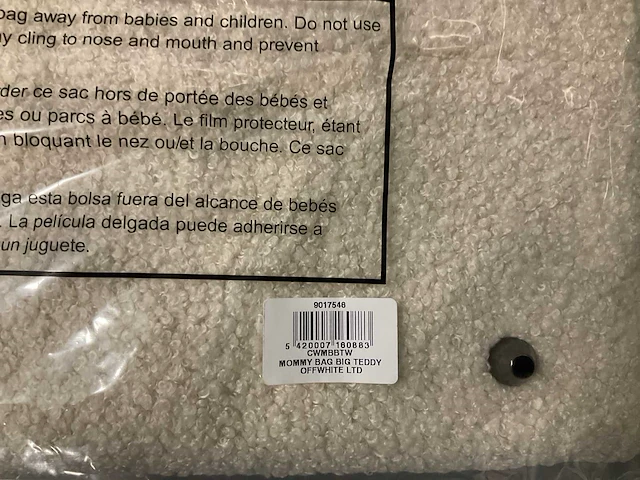 bag away from babies and children. Do not use
cling to nose and mouth and prevent
ce sac hors de portée des bébés et
ou parcs à bébé. Le film protecteur, étant
bloquant le nez ou/et la bouche. Ce sac
esta bolsa fuera del alcance de bebés
. La película delgada puede adherirse a
un juguete.
9017546
5 420007 160883
CWMBBTW
MOMMY BAG BIG TEDDY
OFFWHITE LTD